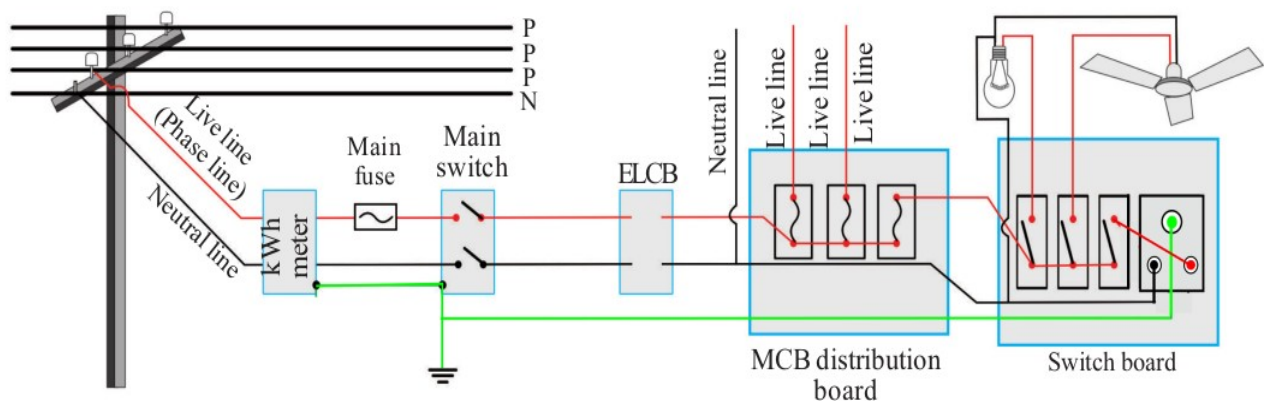 P
P
P
N
Live line
(Phase line)
Neutral line
kWh
meter
Main
fuse
Main
switch
ELCB
Neutral line
Live line
Live line
Live line
MCB distribution
board
Switch board